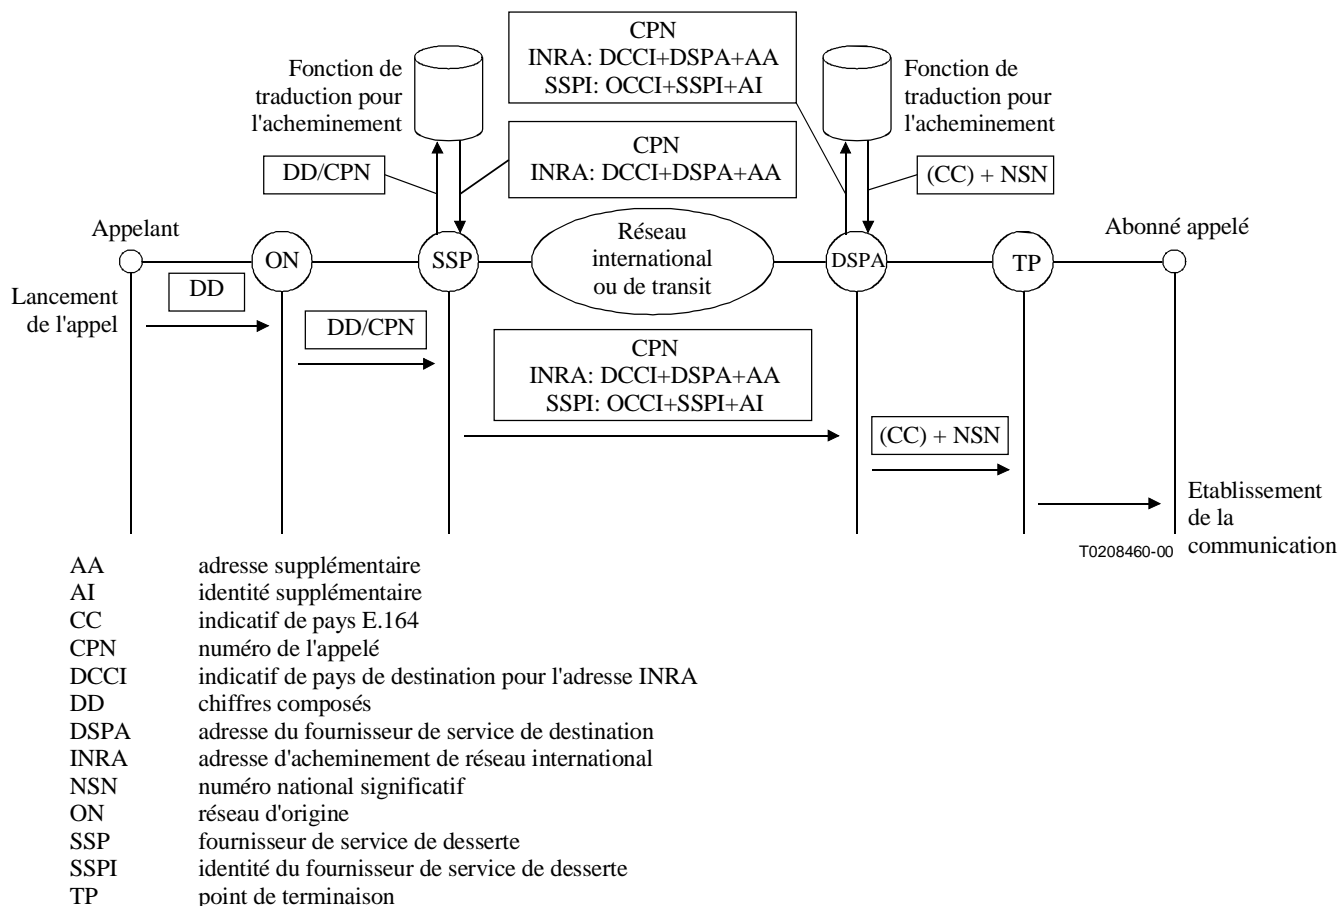 CPN
INRA: DCCI+DSPA+AA
SSPI: OCCI+SSPI+AI
Fonction de
traduction pour
l'acheminement
Fonction de
traduction pour
l'acheminement
CPN
INRA: DCCI+DSPA+AA
DD/CPN
(CC) + NSN
Appelant
ON
SSP
Réseau
international
ou de transit
DSPA
TP
Abonné appelé
Lancement
de l'appel
DD
DD/CPN
CPN
INRA: DCCI+DSPA+AA
SSPI: OCCI+SSPI+AI
(CC) + NSN
Etablissement
de la
communication
T0208460-00
AA adresse supplémentaire
AI identité supplémentaire
CC indicatif de pays E.164
CPN numéro de l'appelé
DCCI indicatif de pays de destination pour l'adresse INRA
DD chiffres composés
DSPA adresse du fournisseur de service de destination
INRA adresse d'acheminement de réseau international
NSN numéro national significatif
ON réseau d'origine
SSP fournisseur de service de desserte
SSPI identité du fournisseur de service de desserte
TP point de terminaison